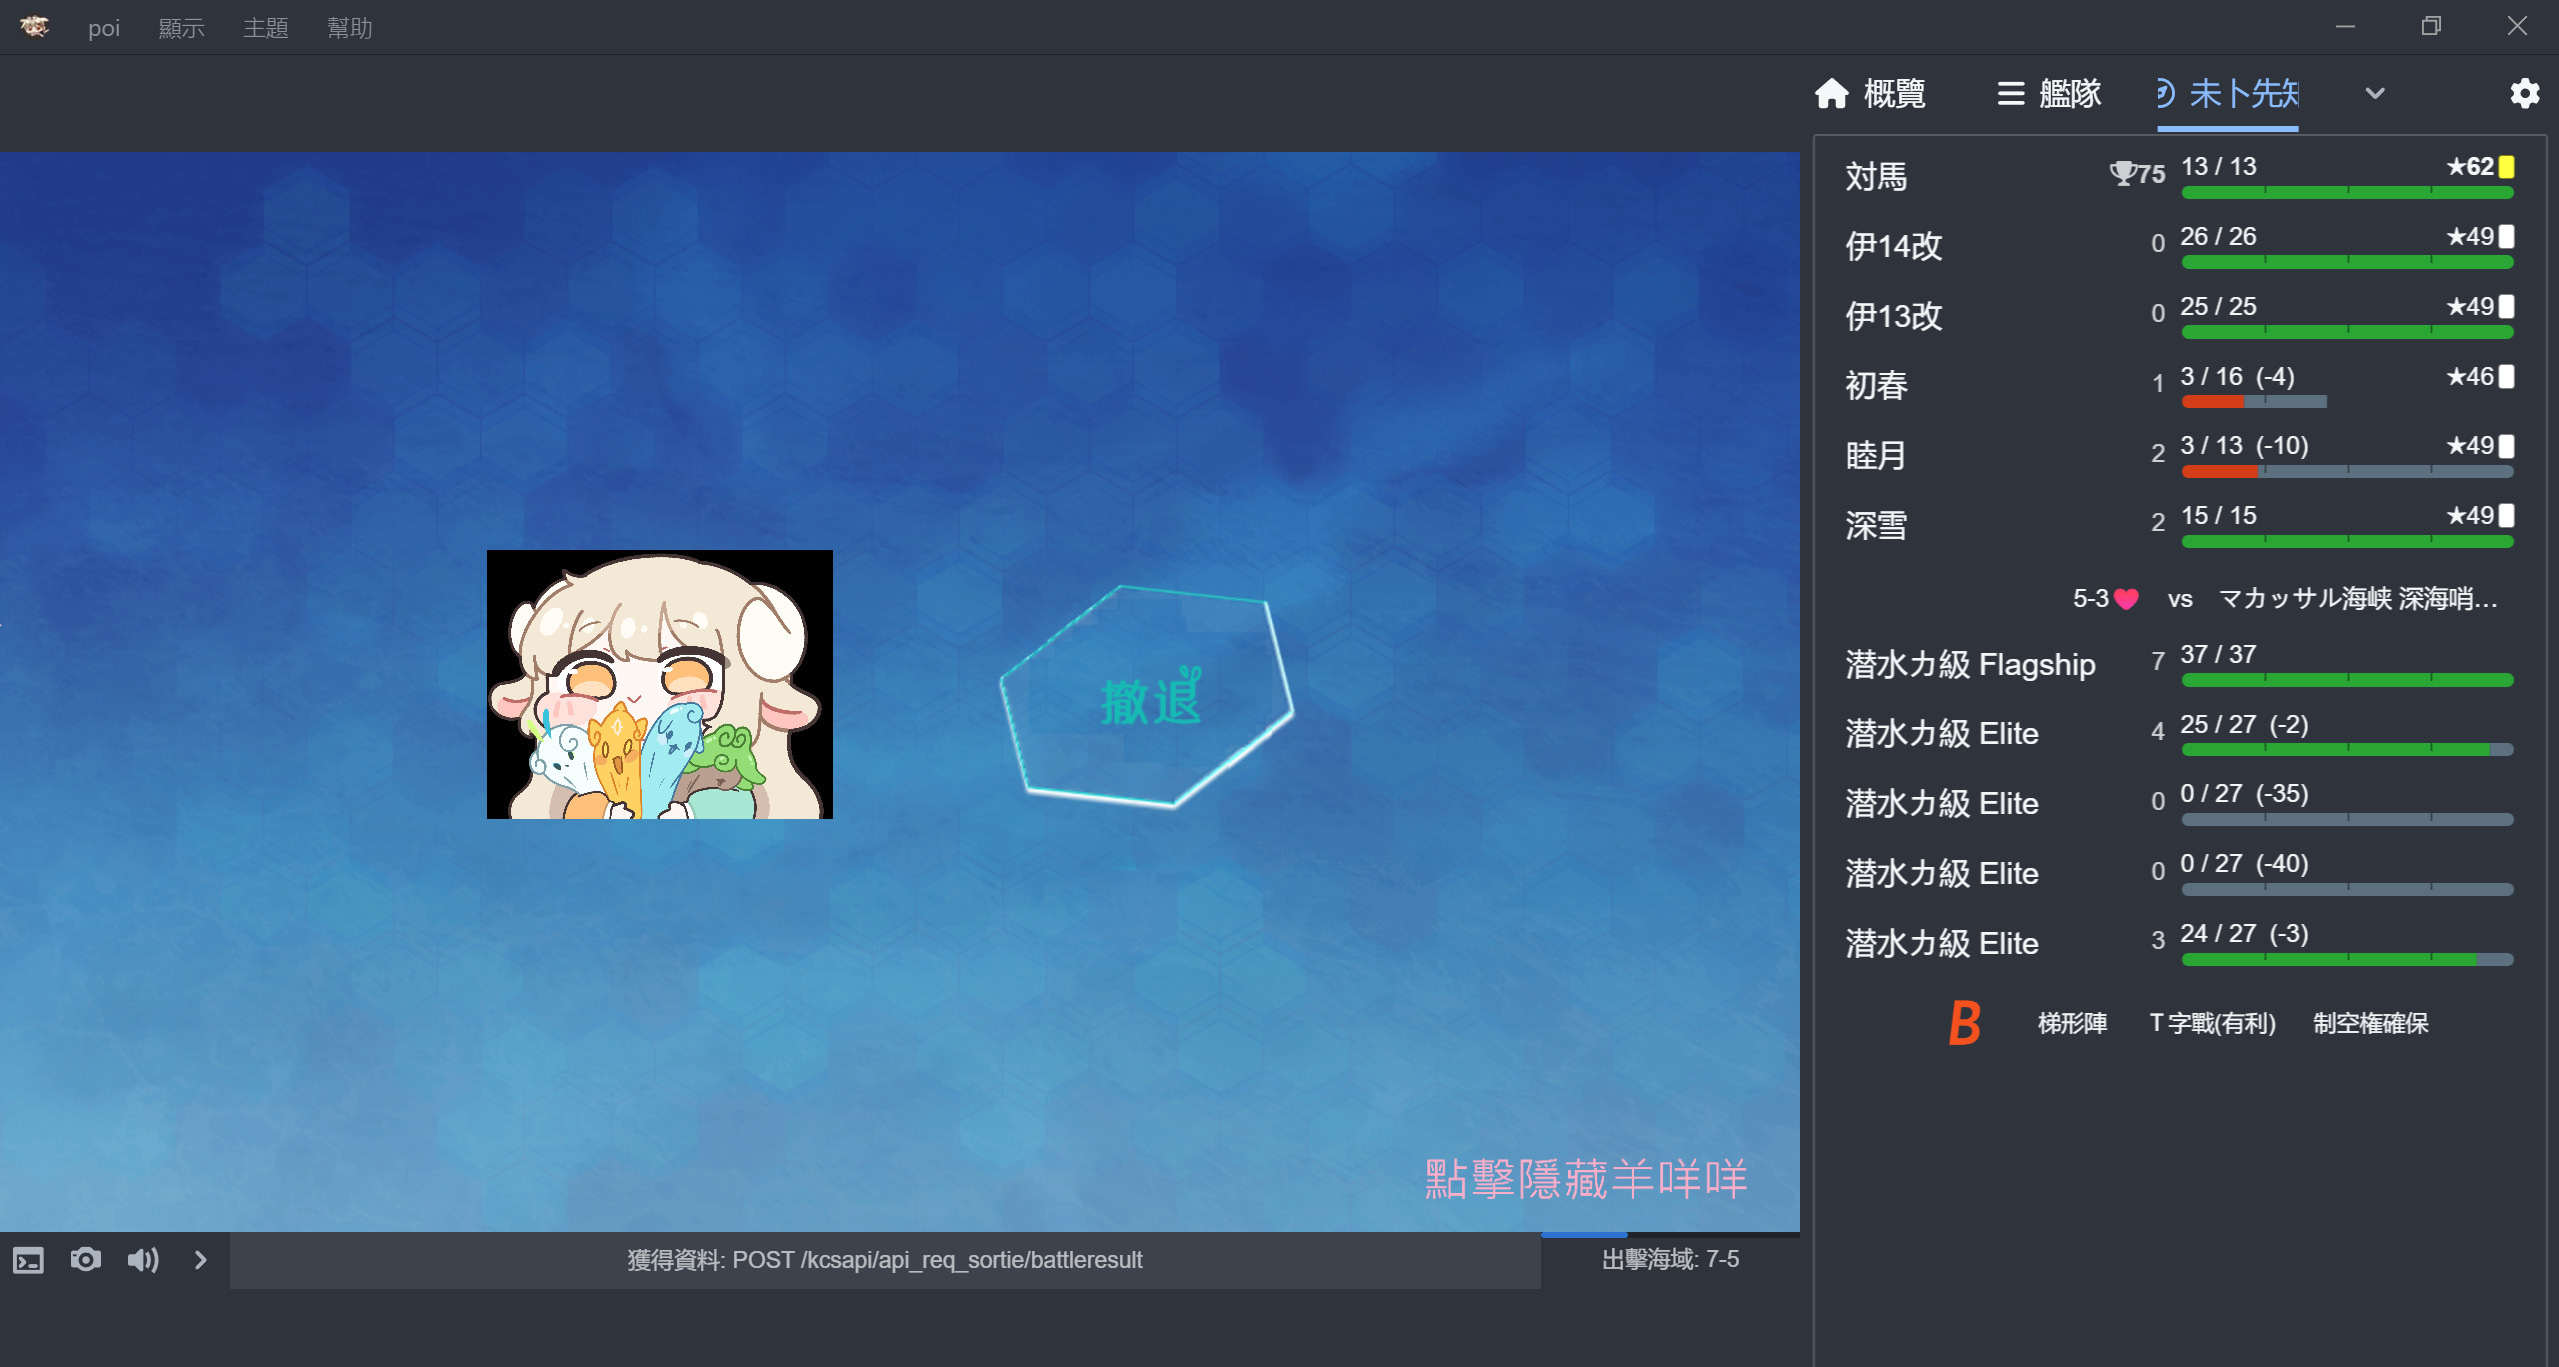 poi 顯示 主題 幫助
概覽 艦隊 未卜先知
対馬 75 13 / 13 ★62
伊14改 0 26 / 26 ★49
伊13改 0 25 / 25 ★49
初春 1 3 / 16 (-4) ★46
睦月 2 3 / 13 (-10) ★49
深雪 2 15 / 15 ★49
5-3 vs マカッサル海峡 深海哨…
潜水カ級 Flagship 7 37 / 37
潜水カ級 Elite 4 25 / 27 (-2)
潜水カ級 Elite 0 0 / 27 (-35)
潜水カ級 Elite 0 0 / 27 (-40)
潜水カ級 Elite 3 24 / 27 (-3)
B 梯形陣 T 字戰(有利) 制空権確保
撤退
點擊隱藏羊咩咩
獲得資料: POST /kcsapi/api_req_sortie/battleresult
出擊海域: 7-5